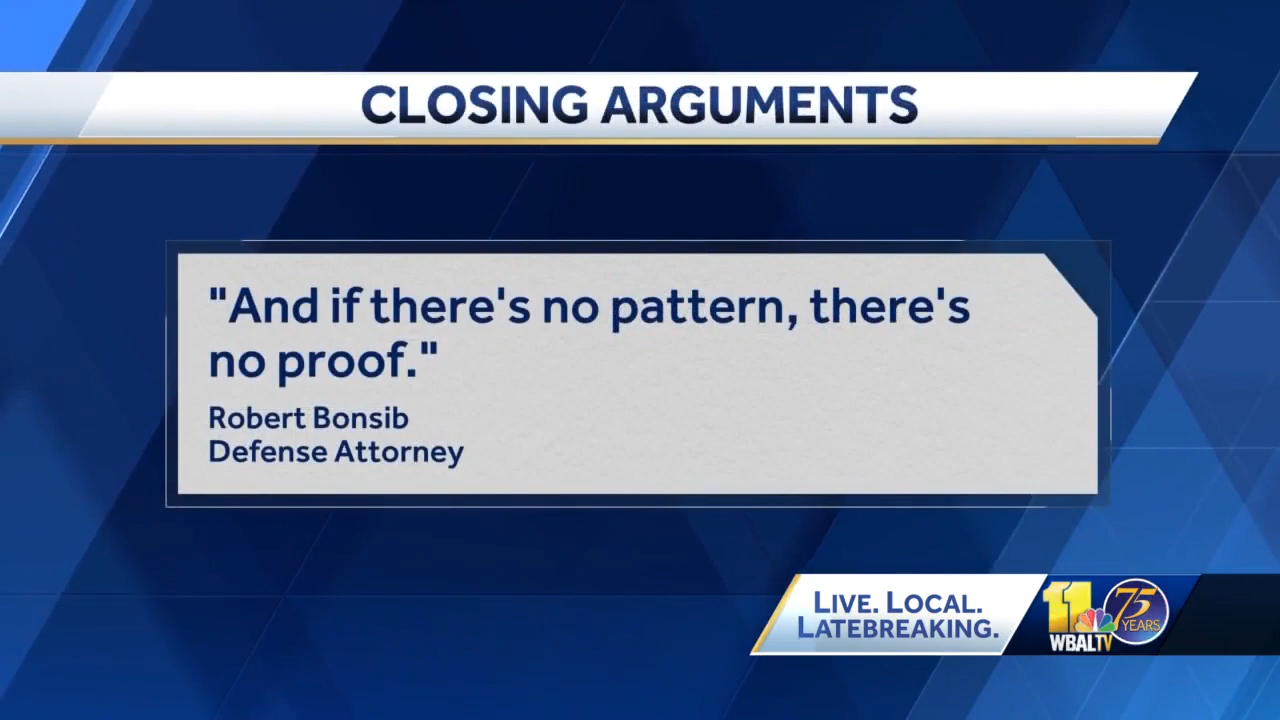 CLOSING ARGUMENTS
"And if there's no pattern, there's
no proof."
Robert Bonsib
Defense Attorney
LIVE. LOCAL.
LATEBREAKING.
11
WBALTV
75
YEARS